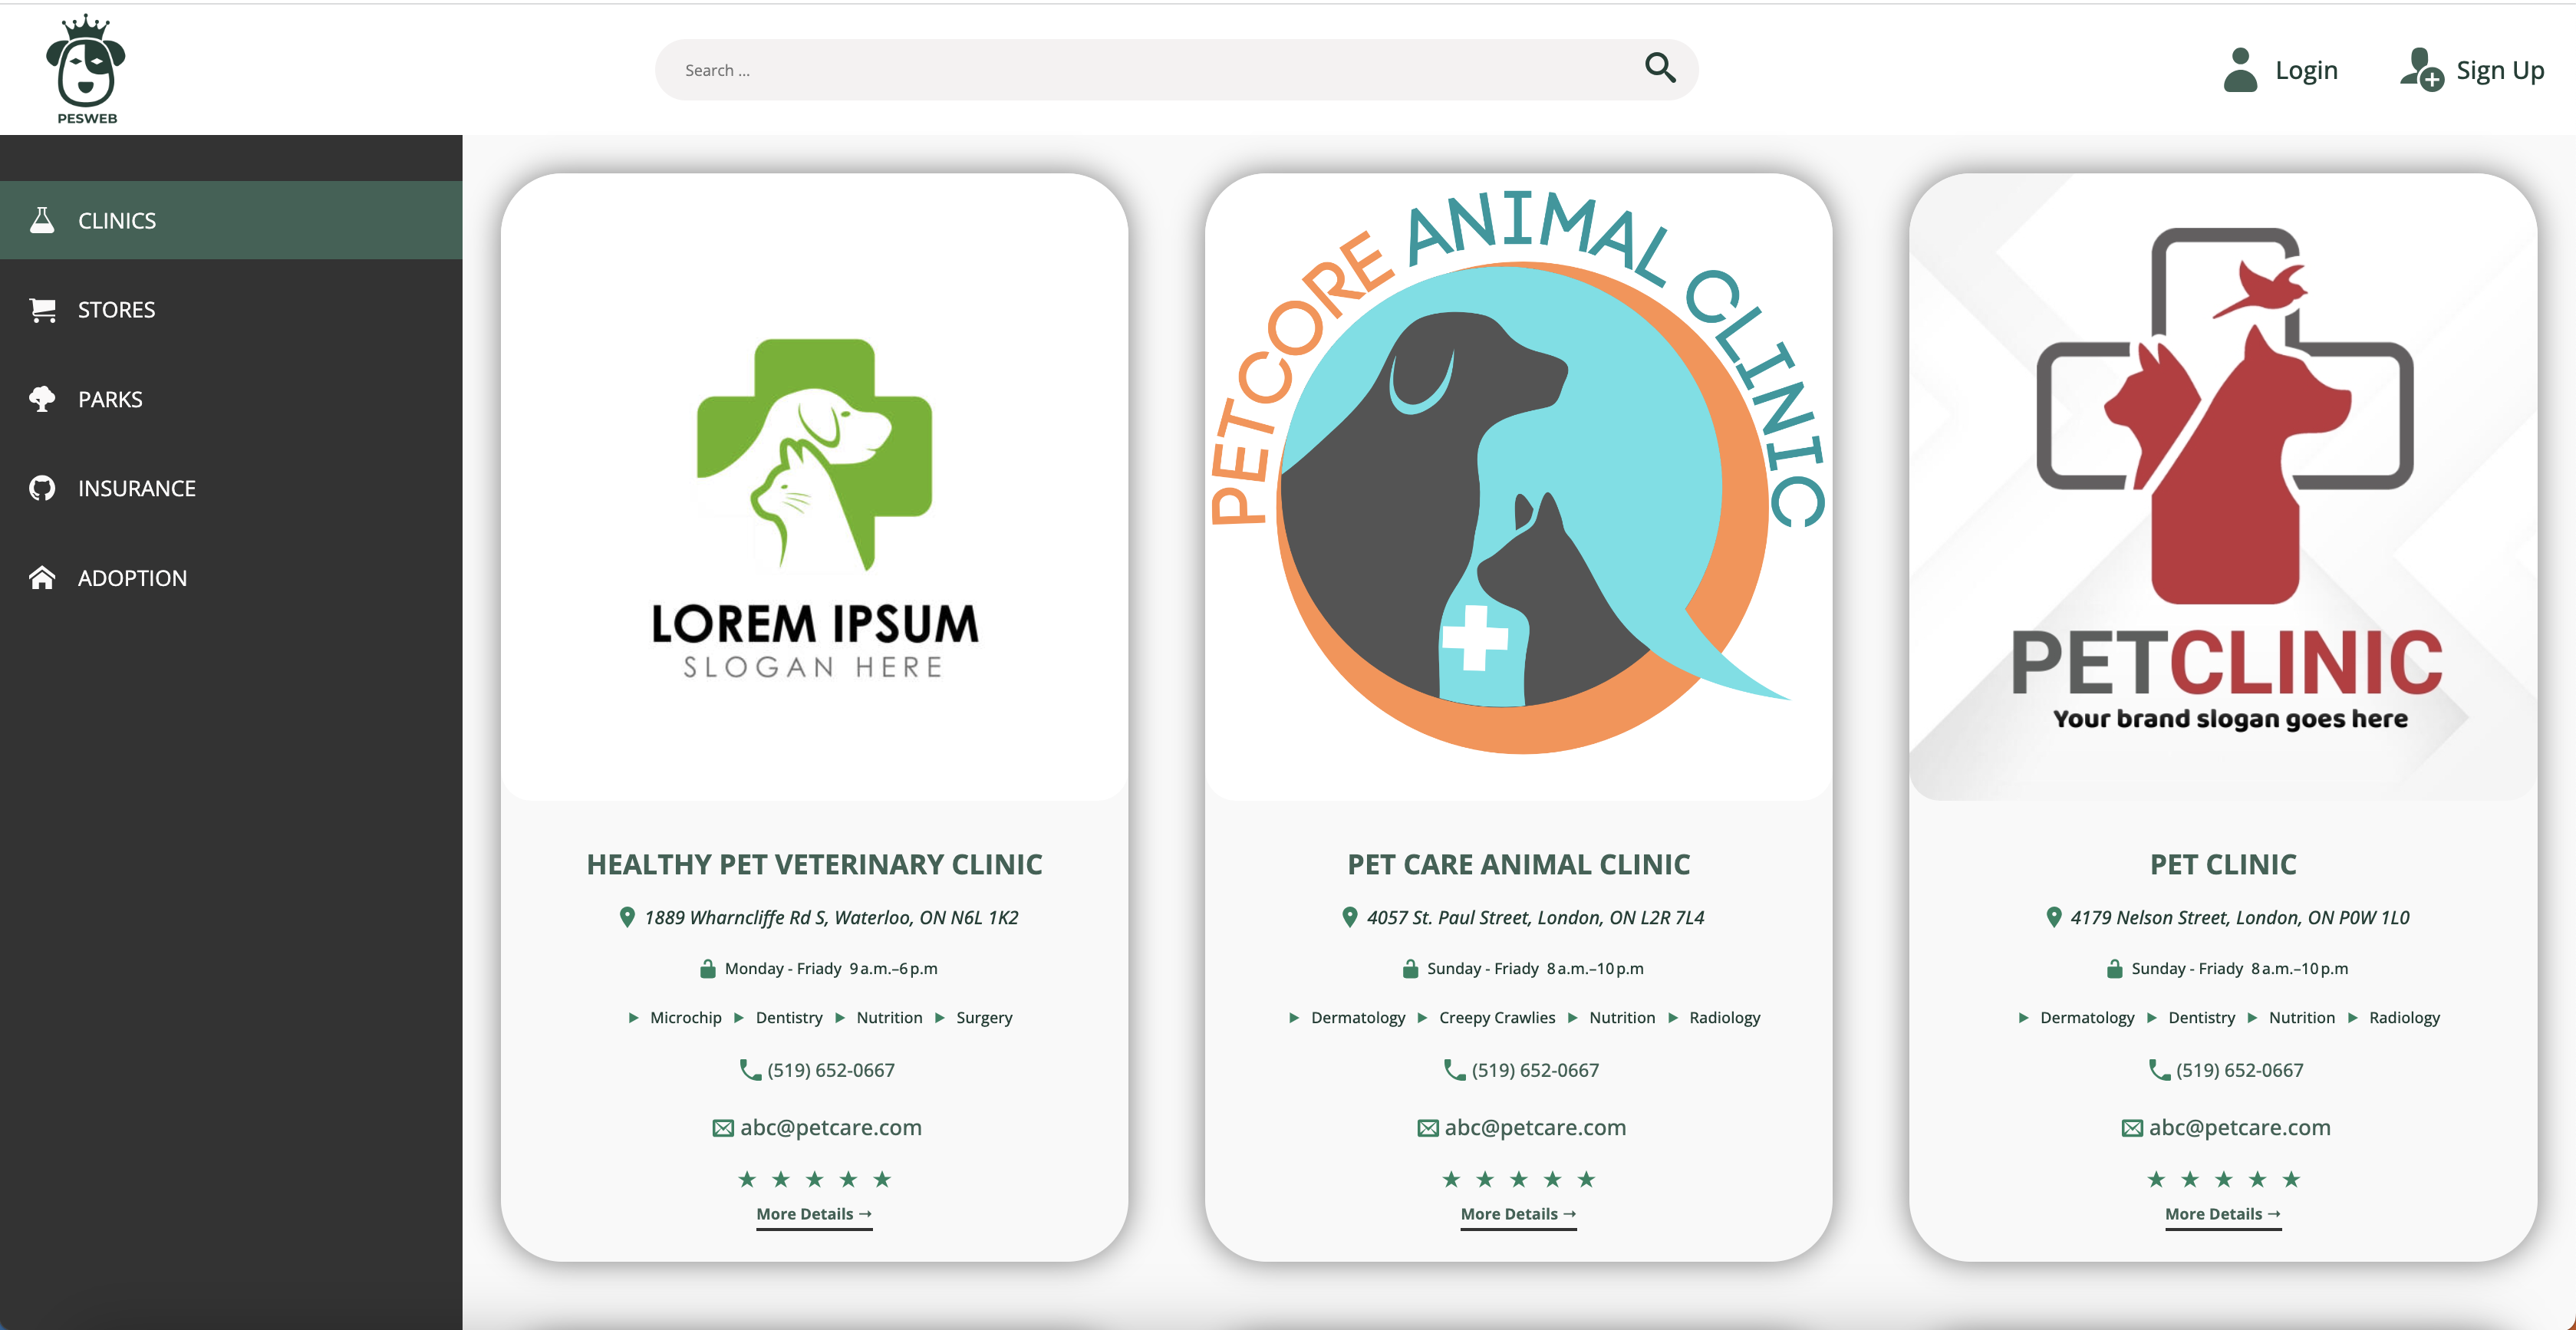 PESWEB
Search ...
Login
Sign Up
CLINICS
STORES
PARKS
INSURANCE
ADOPTION
LOREM IPSUM
SLOGAN HERE
HEALTHY PET VETERINARY CLINIC
1889 Wharncliffe Rd S, Waterloo, ON N6L 1K2
Monday - Friady 9 a.m.–6 p.m
▶ Microchip ▶ Dentistry ▶ Nutrition ▶ Surgery
(519) 652-0667
abc@petcare.com
★ ★ ★ ★ ★
More Details →
PETCORE ANIMAL CLINIC
PET CARE ANIMAL CLINIC
4057 St. Paul Street, London, ON L2R 7L4
Sunday - Friady 8 a.m.–10 p.m
▶ Dermatology ▶ Creepy Crawlies ▶ Nutrition ▶ Radiology
(519) 652-0667
abc@petcare.com
★ ★ ★ ★ ★
More Details →
PETCLINIC
Your brand slogan goes here
PET CLINIC
4179 Nelson Street, London, ON P0W 1L0
Sunday - Friady 8 a.m.–10 p.m
▶ Dermatology ▶ Dentistry ▶ Nutrition ▶ Radiology
(519) 652-0667
abc@petcare.com
★ ★ ★ ★ ★
More Details →